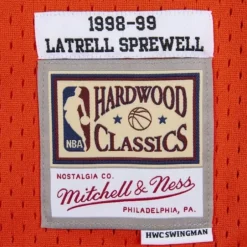 1998-99
LATRELL SPREWELL
NBA
HARDWOOD
CLASSICS
NOSTALGIA CO.
Mitchell & Ness
PHILADELPHIA, PA.
HWC SWINGMAN